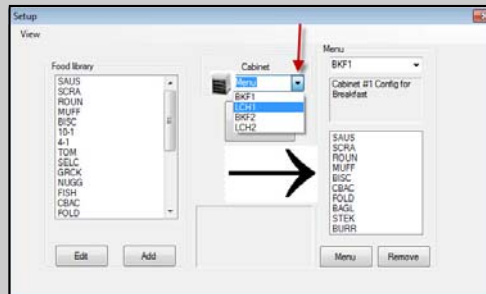 Setup
View
Food library
SAUS
SCRA
ROUN
MUFF
BISC
10-1
4-1
TOM
SELC
GRCK
NUGG
FISH
CBAC
FOLD
Edit
Add
Cabinet
Menu
BKF1
LCH1
BKF2
LCH2
Menu
BKF1
Cabinet #1 Config for
Breakfast
SAUS
SCRA
ROUN
MUFF
BISC
CBAC
FOLD
BAGL
STEK
BURR
Menu
Remove